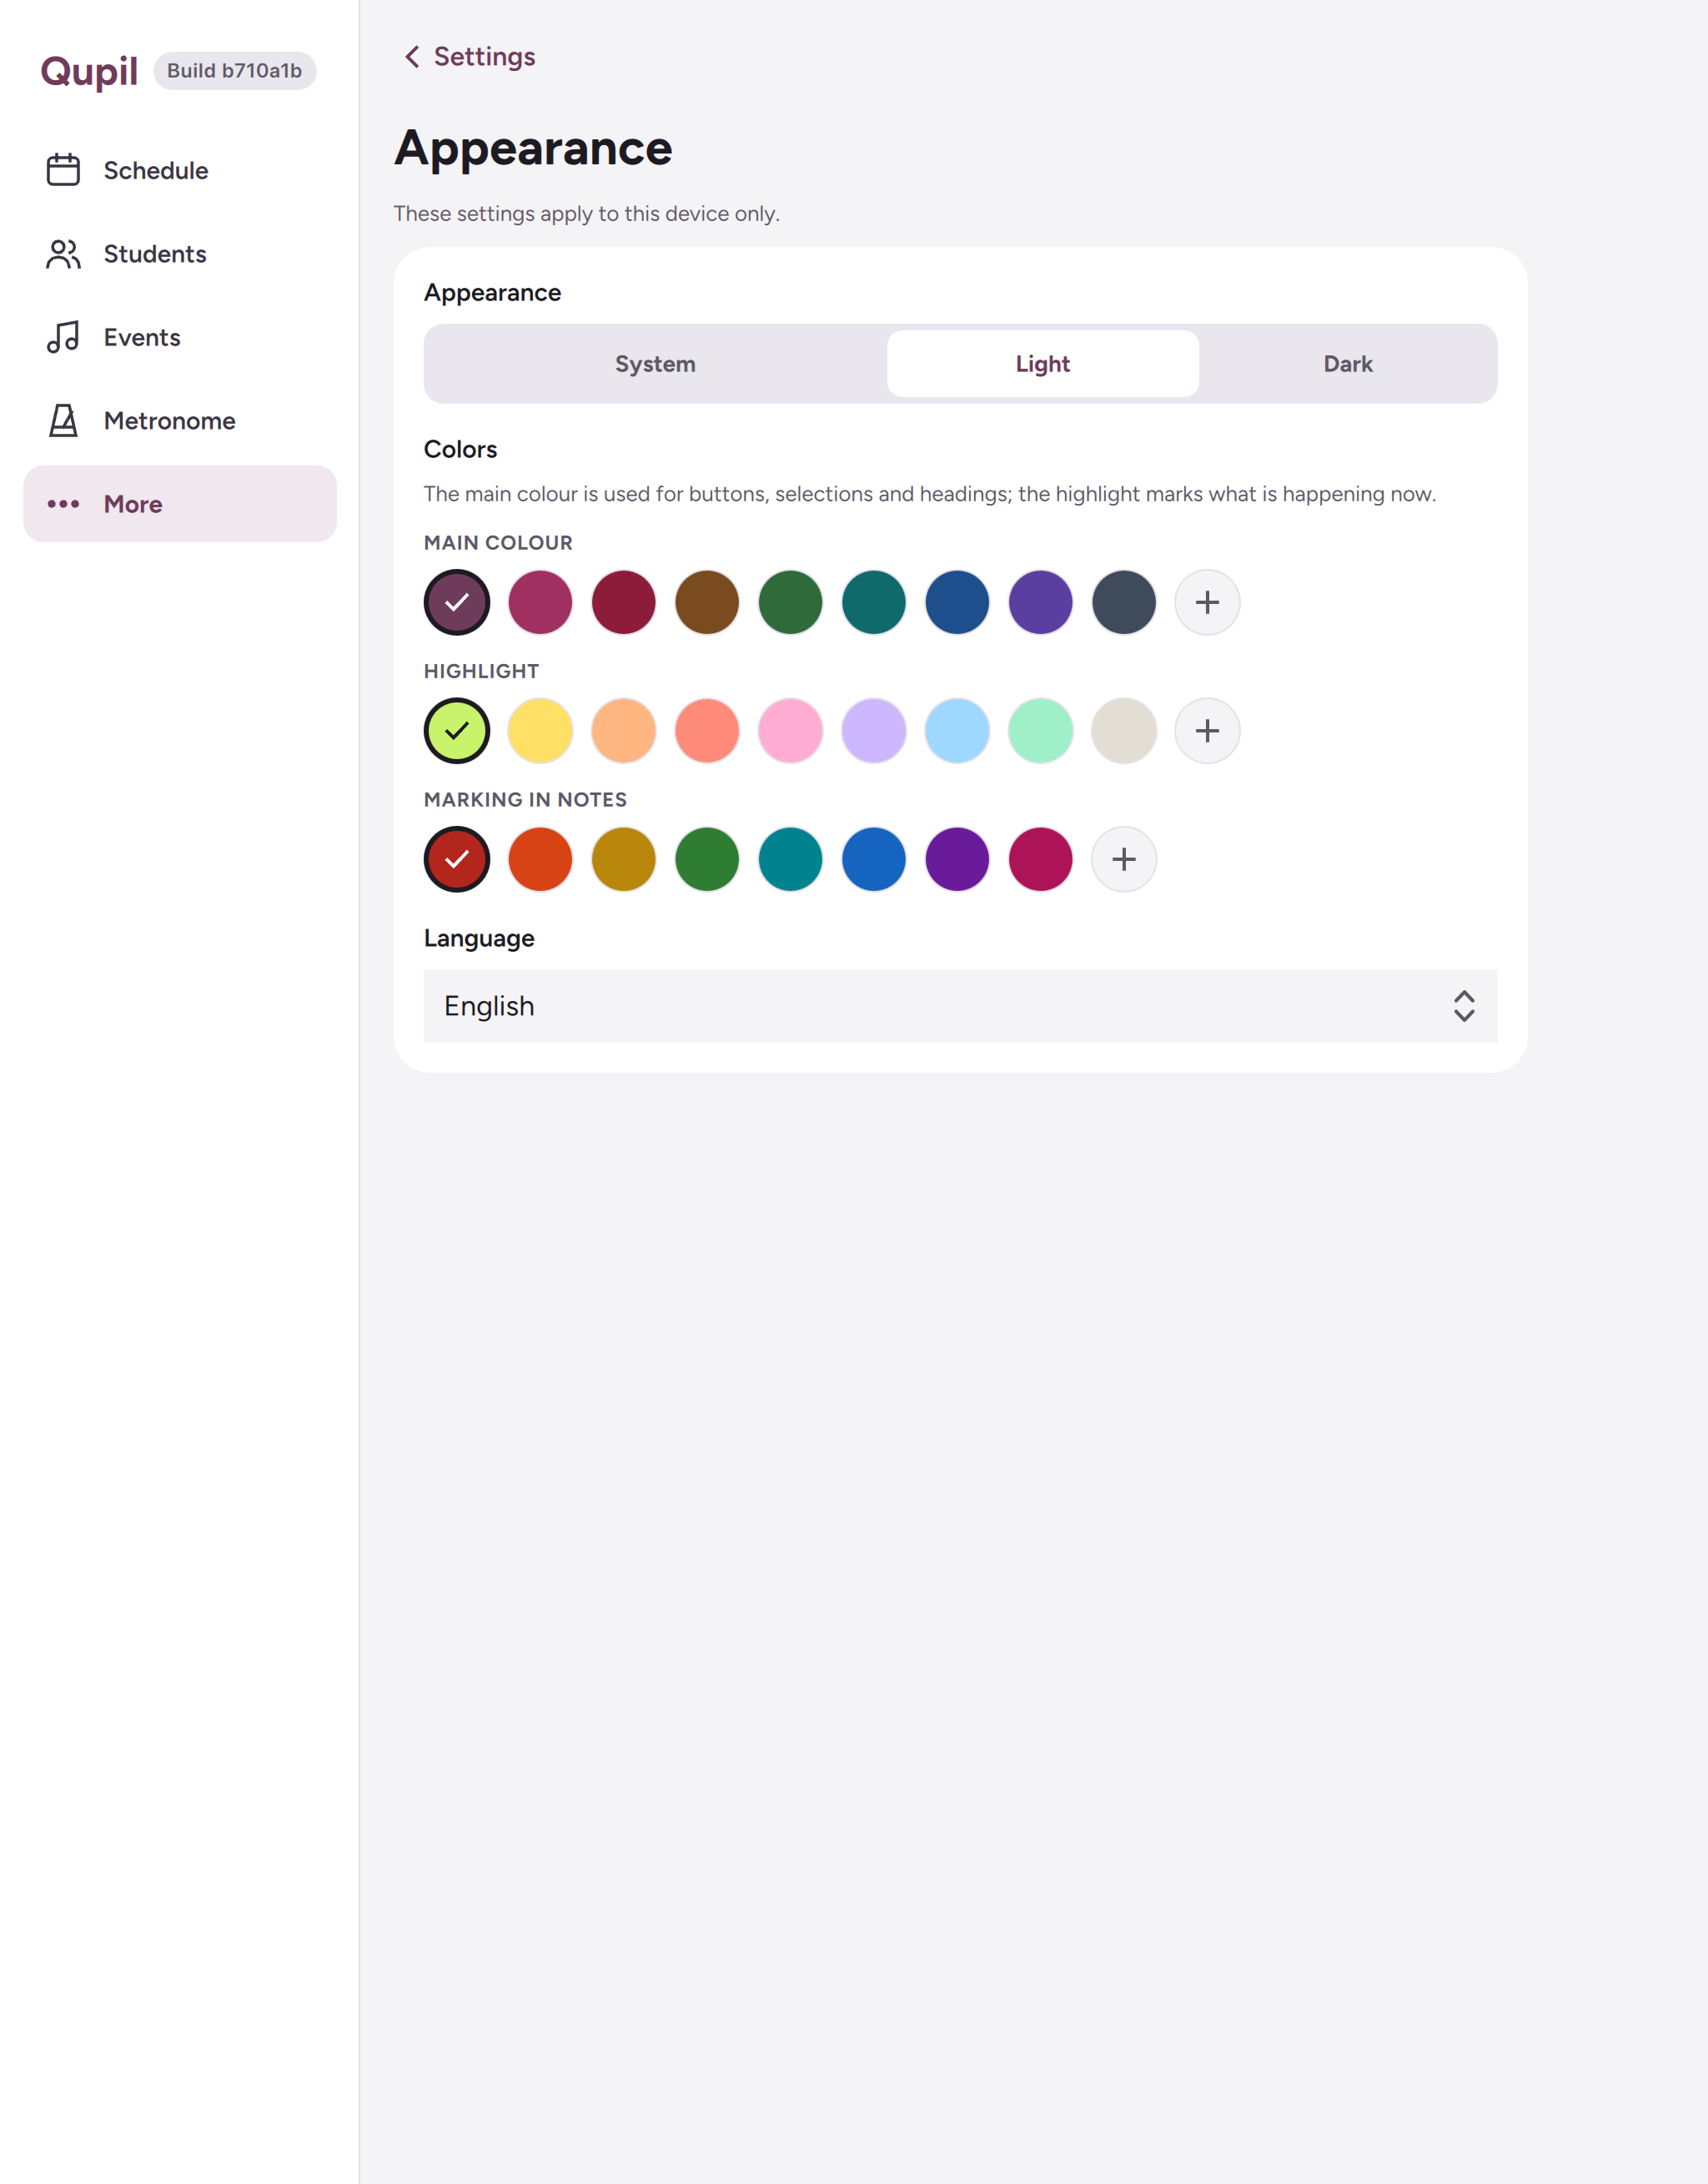 Qupil
Build b710a1b
Schedule
Students
Events
Metronome
More
Settings
Appearance
These settings apply to this device only.
Appearance
System
Light
Dark
Colors
The main colour is used for buttons, selections and headings; the highlight marks what is happening now.
MAIN COLOUR
HIGHLIGHT
MARKING IN NOTES
Language
English